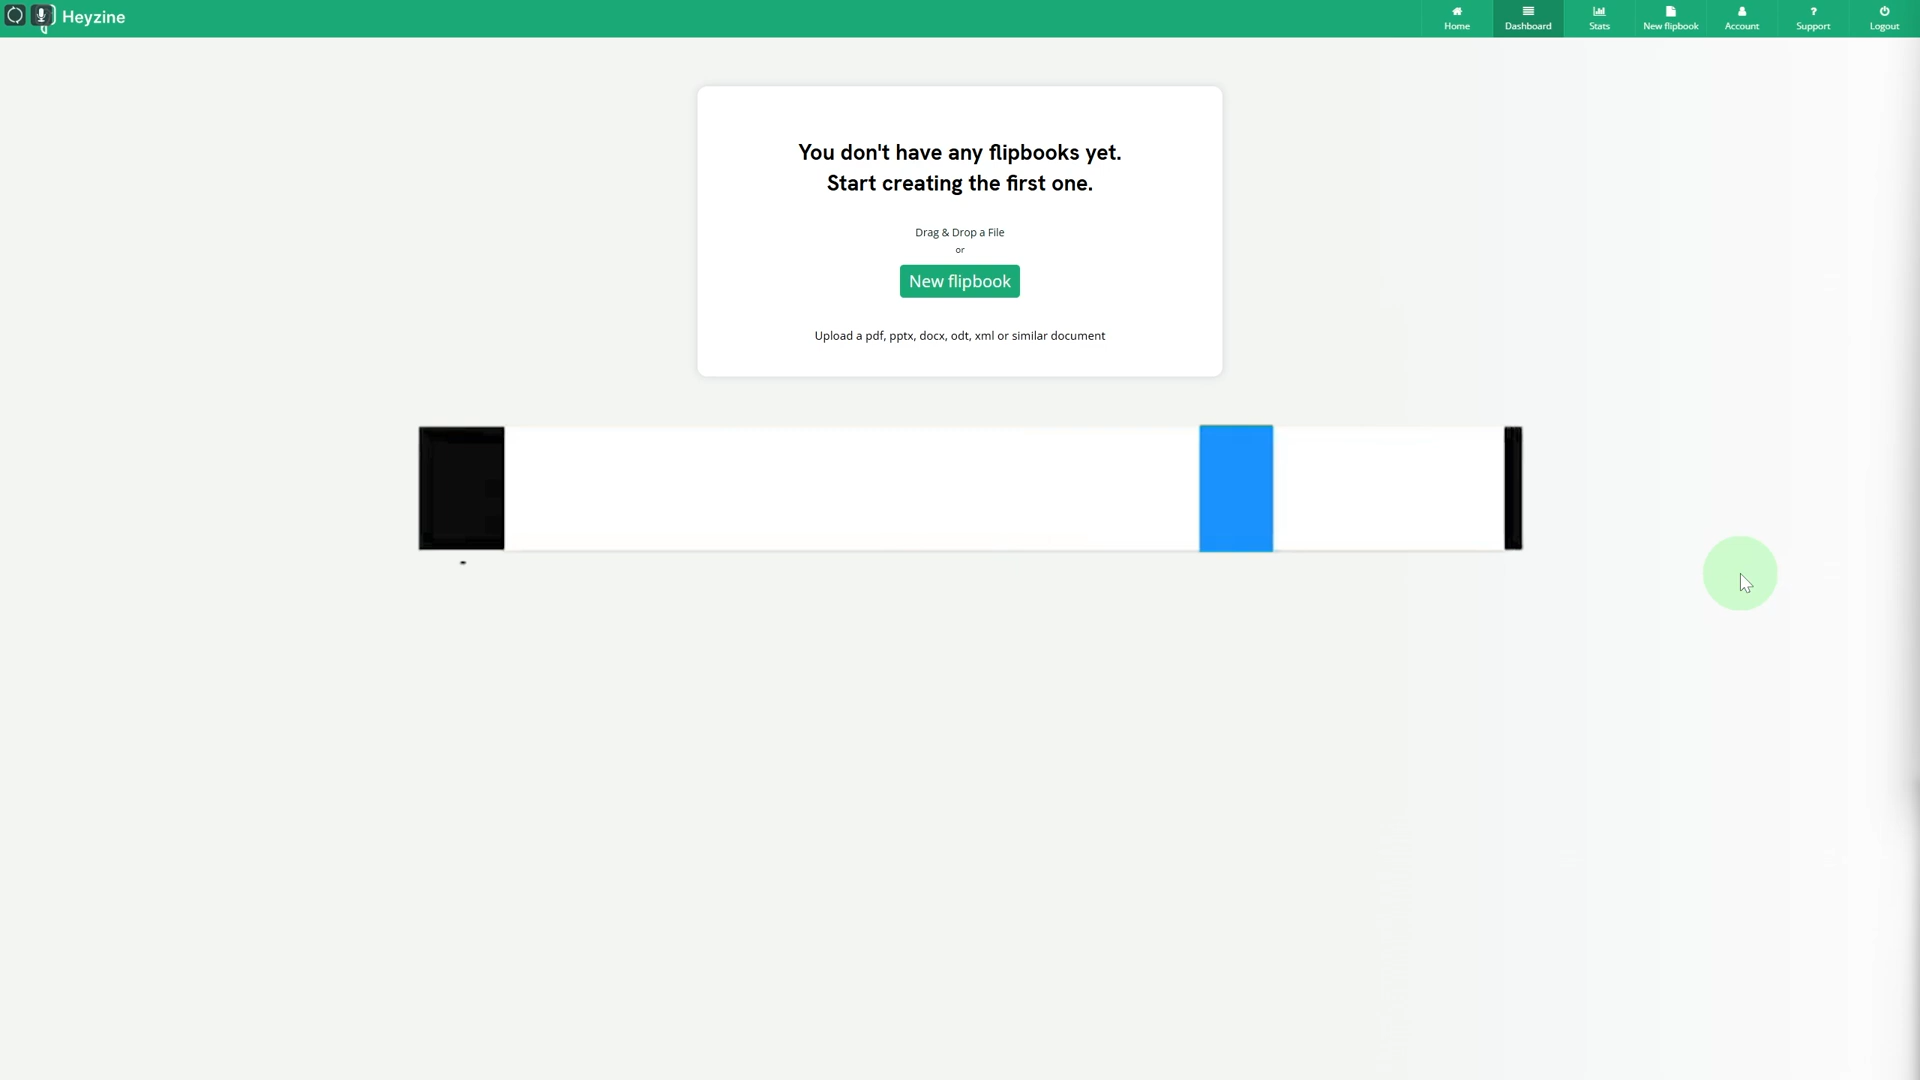 Heyzine
Home
Dashboard
Stats
New flipbook
Account
Support
Logout
You don't have any flipbooks yet.
Start creating the first one.
Drag & Drop a File
or
New flipbook
Upload a pdf, pptx, docx, odt, xml or similar document